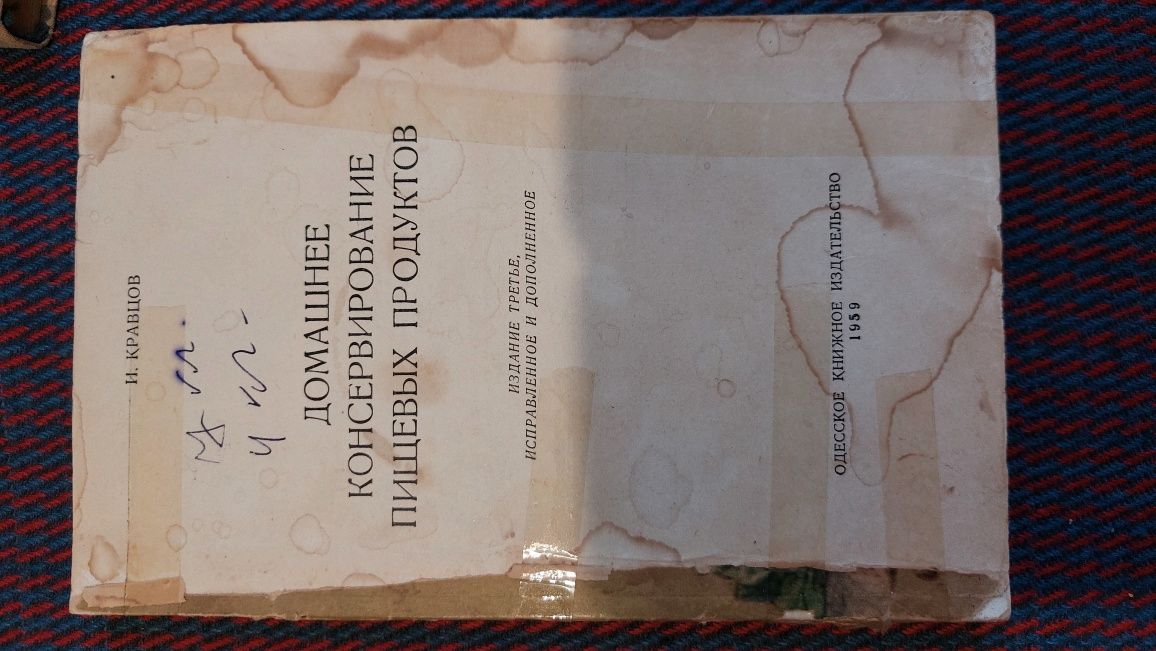 И. КРАВЦОВ
ДОМАШНЕЕ
КОНСЕРВИРОВАНИЕ
ПИЩЕВЫХ ПРОДУКТОВ
ИЗДАНИЕ ТРЕТЬЕ,
ИСПРАВЛЕННОЕ И ДОПОЛНЕННОЕ
ОДЕССКОЕ КНИЖНОЕ ИЗДАТЕЛЬСТВО
1959